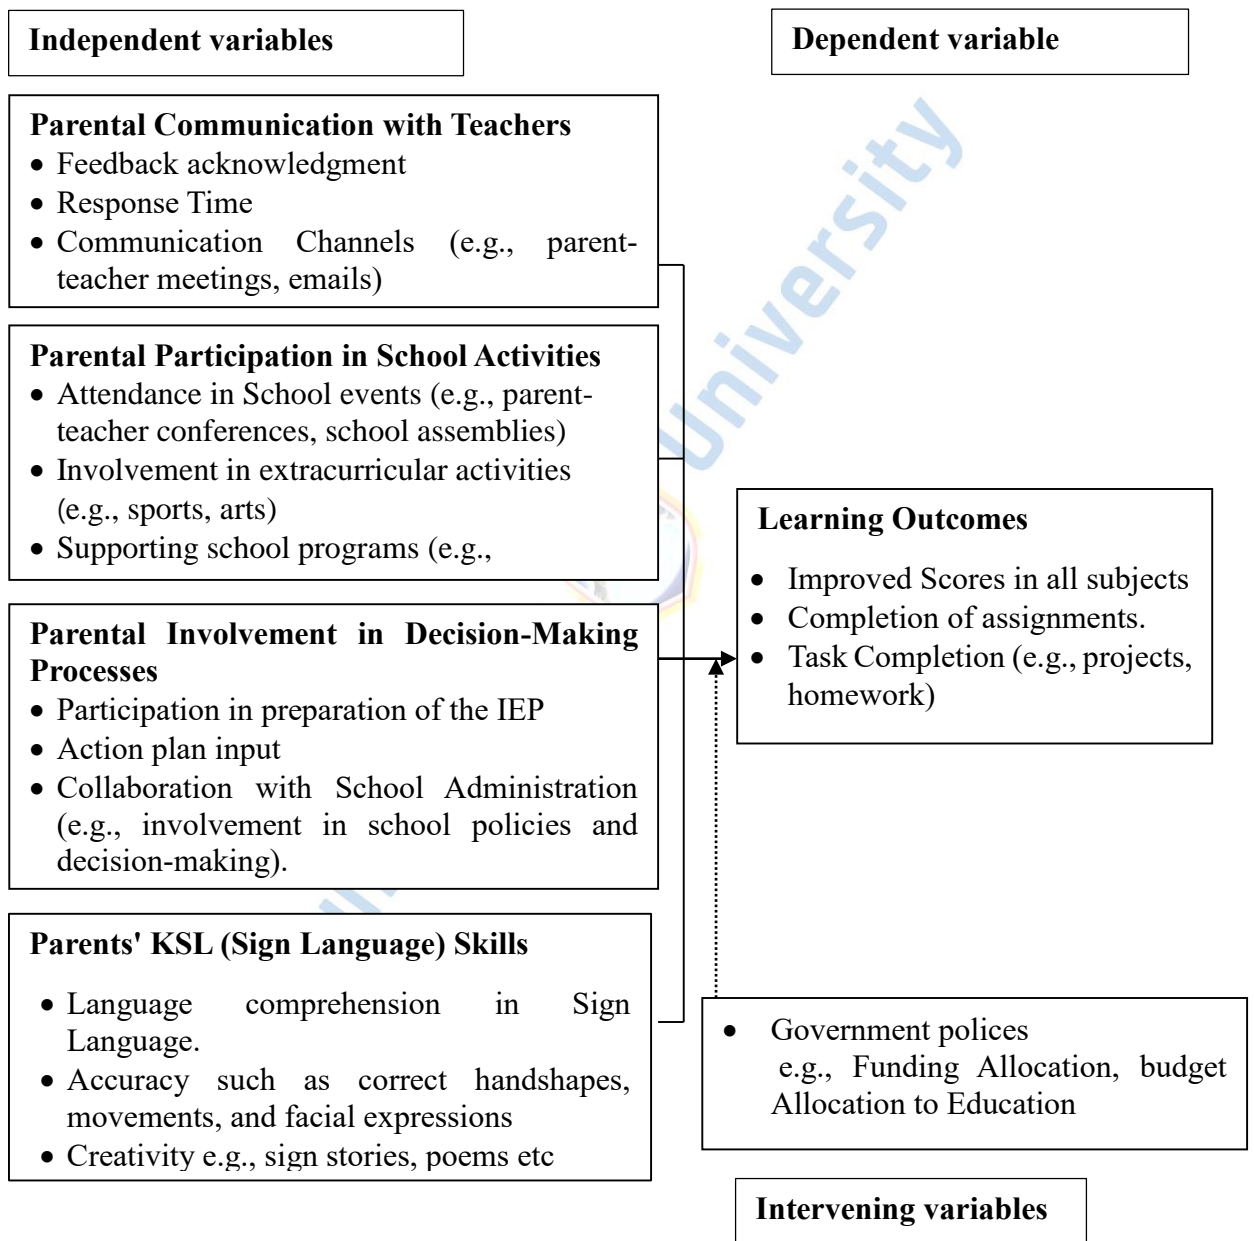 Independent variables
Dependent variable
Parental Communication with Teachers
• Feedback acknowledgment
• Response Time
• Communication Channels (e.g., parent-
teacher meetings, emails)
Parental Participation in School Activities
• Attendance in School events (e.g., parent-
teacher conferences, school assemblies)
• Involvement in extracurricular activities
(e.g., sports, arts)
• Supporting school programs (e.g.,
Parental Involvement in Decision-Making
Processes
• Participation in preparation of the IEP
• Action plan input
• Collaboration with School Administration
(e.g., involvement in school policies and
decision-making).
Parents' KSL (Sign Language) Skills
• Language comprehension in Sign
Language.
• Accuracy such as correct handshapes,
movements, and facial expressions
• Creativity e.g., sign stories, poems etc
Learning Outcomes
• Improved Scores in all subjects
• Completion of assignments.
• Task Completion (e.g., projects,
homework)
• Government polices
e.g., Funding Allocation, budget
Allocation to Education
Intervening variables
University